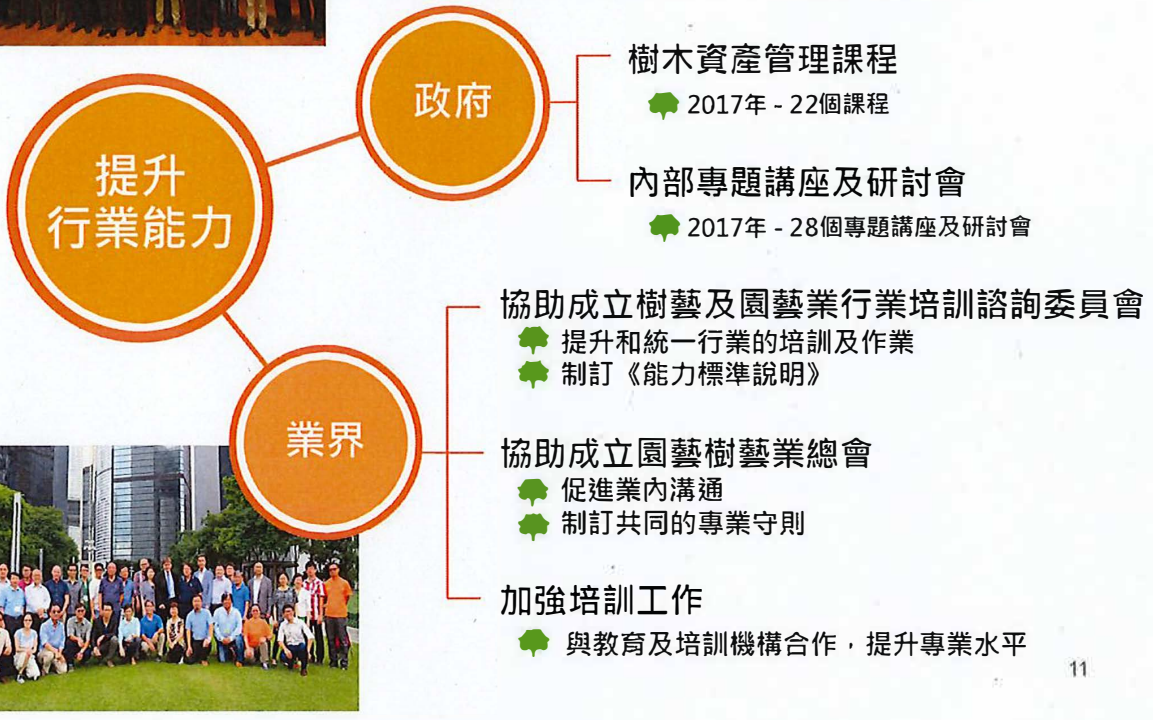 提升
行業能力
政府
樹木資產管理課程
2017年 - 22個課程
內部專題講座及研討會
2017年 - 28個專題講座及研討會
業界
協助成立樹藝及園藝業行業培訓諮詢委員會
提升和統一行業的培訓及作業
制訂《能力標準說明》
協助成立園藝樹藝業總會
促進業內溝通
制訂共同的專業守則
加強培訓工作
與教育及培訓機構合作，提升專業水平
11